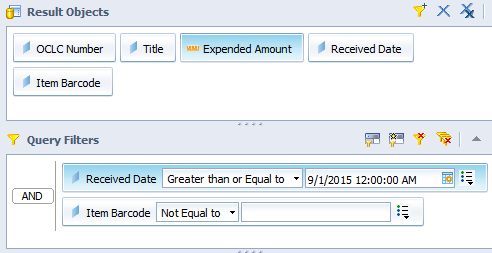 Result Objects
OCLC Number Title Expended Amount Received Date
Item Barcode
Query Filters
Received Date Greater than or Equal to 9/1/2015 12:00:00 AM
AND
Item Barcode Not Equal to